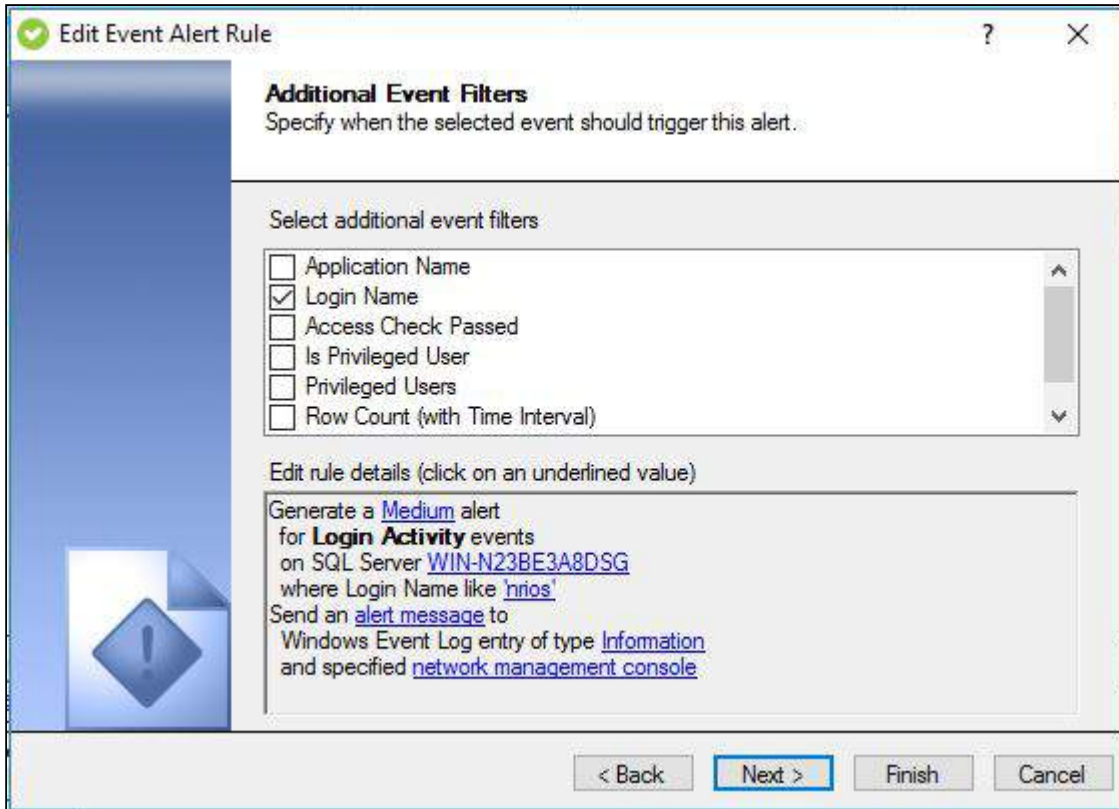 Edit Event Alert Rule
?
Additional Event Filters
Specify when the selected event should trigger this alert.
Select additional event filters
Application Name
Login Name
Access Check Passed
Is Privileged User
Privileged Users
Row Count (with Time Interval)
Edit rule details (click on an underlined value)
Generate a Medium alert
for Login Activity events
on SQL Server WIN-N23BE3A8DSG
where Login Name like 'nrios'
Send an alert message to
Windows Event Log entry of type Information
and specified network management console
< Back
Next >
Finish
Cancel